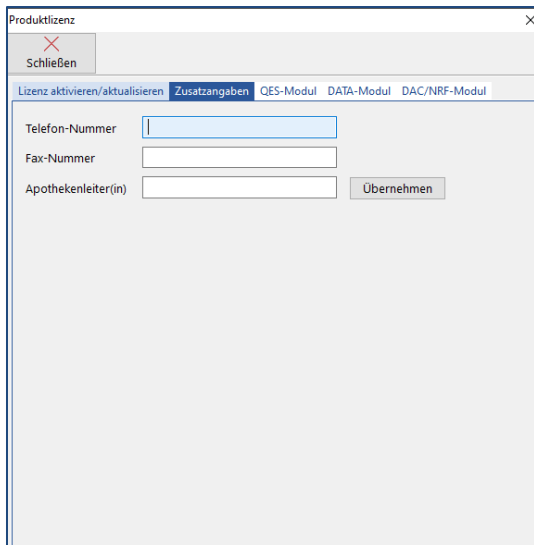 Produktlizenz
Schließen
Lizenz aktivieren/aktualisieren Zusatzangaben QES-Modul DATA-Modul DAC/NRF-Modul
Telefon-Nummer
Fax-Nummer
Apothekenleiter(in) Übernehmen